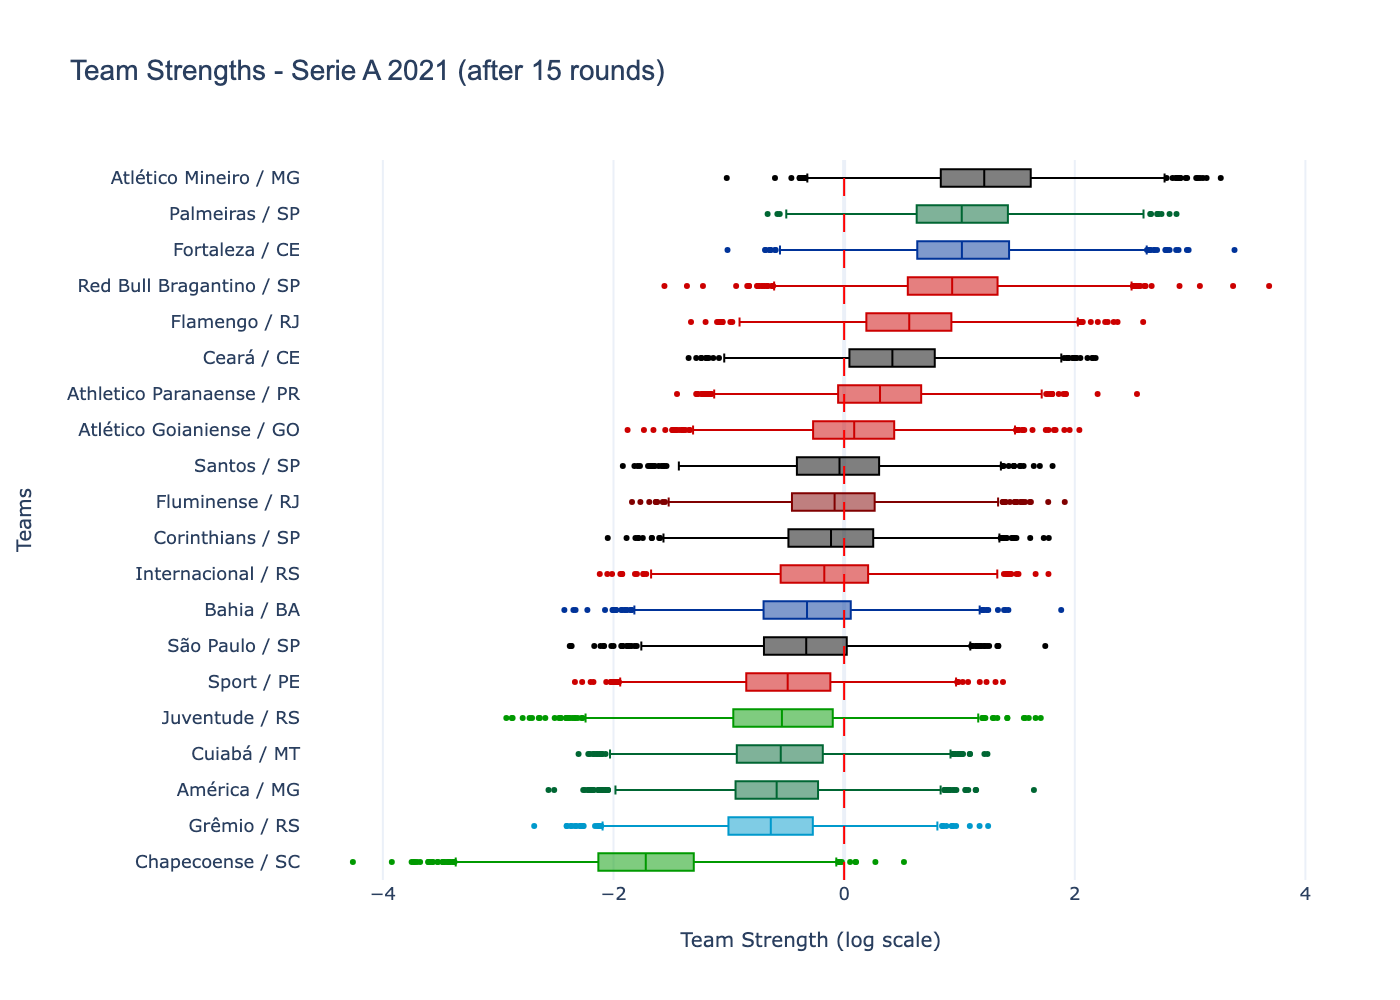 Team Strengths - Serie A 2021 (after 15 rounds)
Atlético Mineiro / MG
Palmeiras / SP
Fortaleza / CE
Red Bull Bragantino / SP
Flamengo / RJ
Ceará / CE
Athletico Paranaense / PR
Atlético Goianiense / GO
Santos / SP
Fluminense / RJ
Corinthians / SP
Internacional / RS
Bahia / BA
São Paulo / SP
Sport / PE
Juventude / RS
Cuiabá / MT
América / MG
Grêmio / RS
Chapecoense / SC
Teams
−4
−2
0
2
4
Team Strength (log scale)